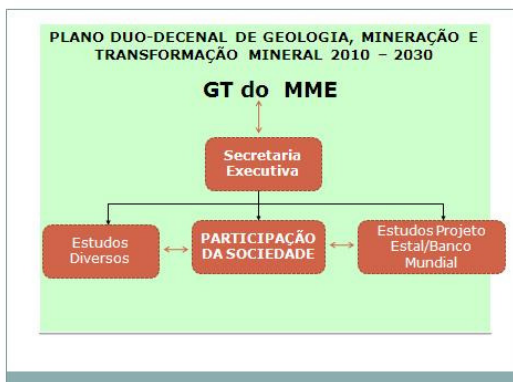 PLANO DUO-DECENAL DE GEOLOGIA, MINERAÇÃO E
TRANSFORMAÇÃO MINERAL 2010 – 2030
GT do MME
Secretaria
Executiva
Estudos
Diversos
PARTICIPAÇÃO
DA SOCIEDADE
Estudos Projeto
Estal/Banco
Mundial